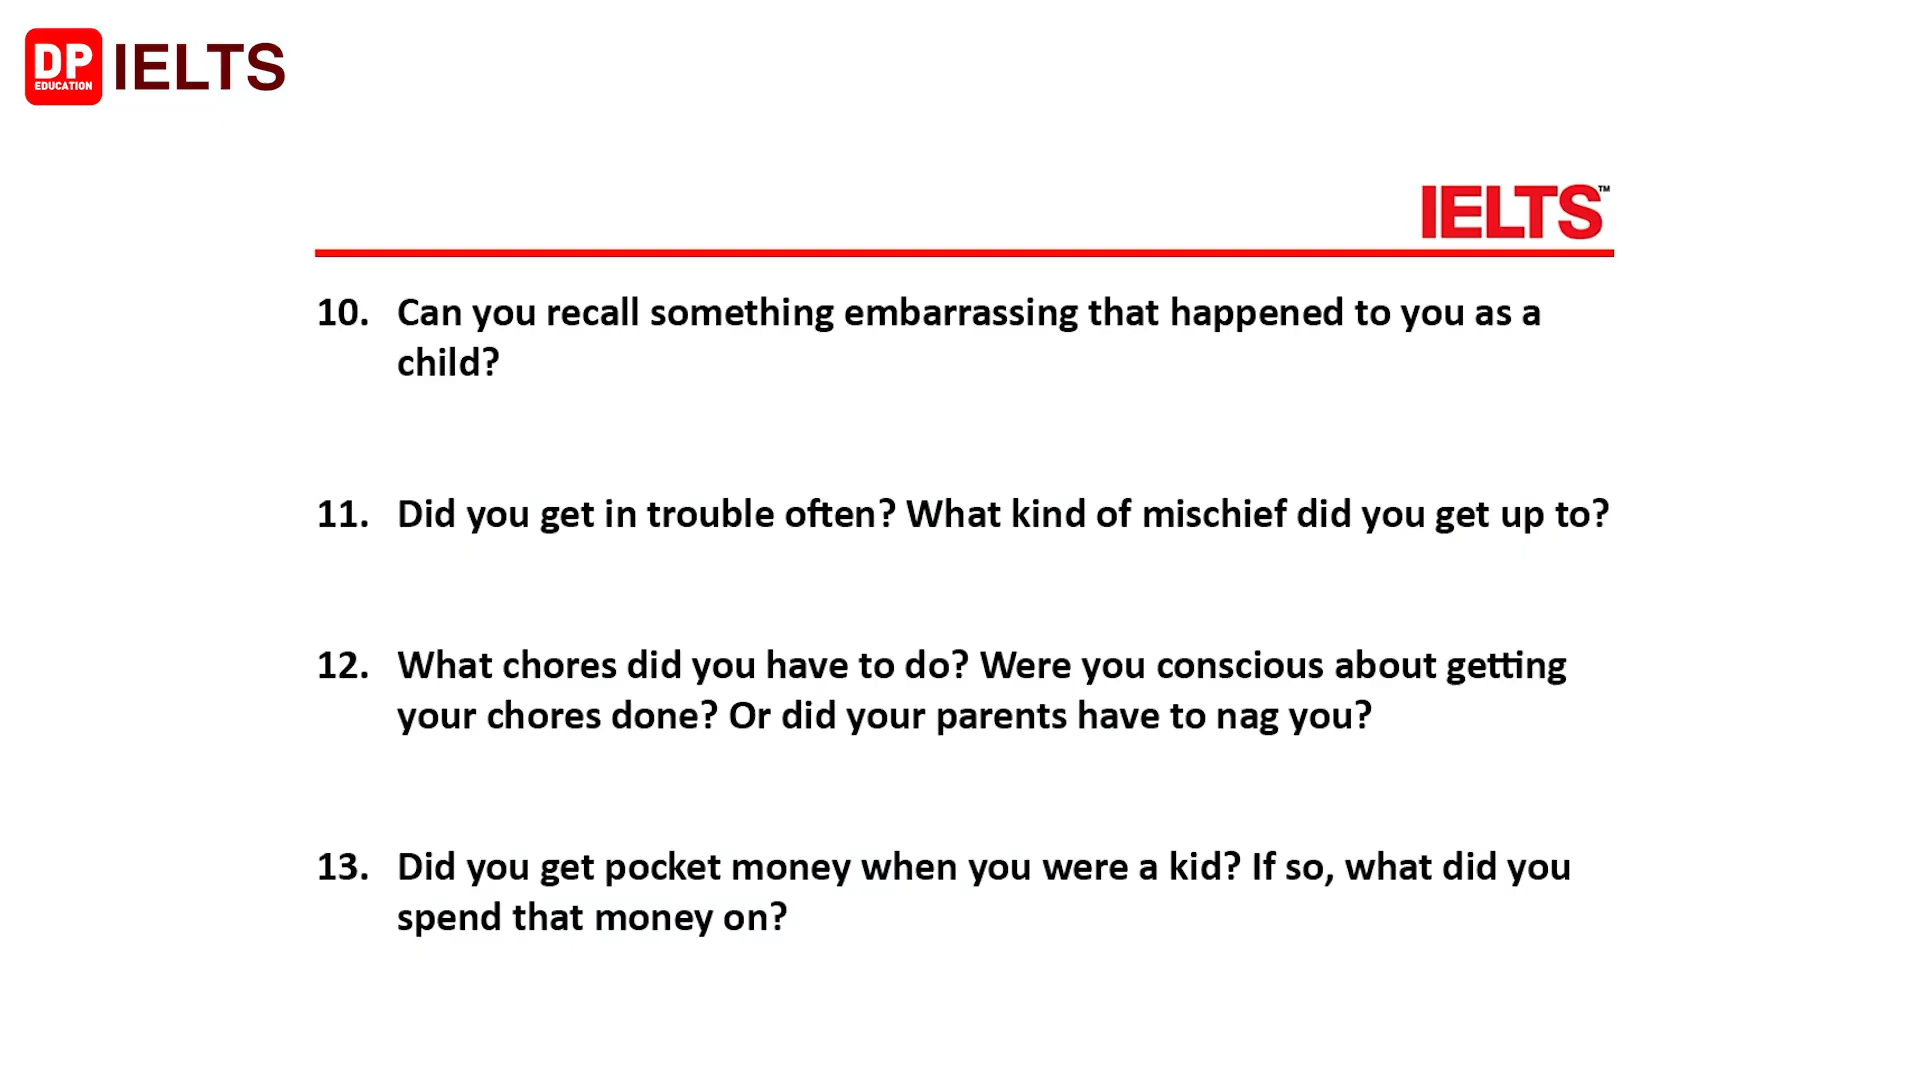 DP
EDUCATION
IELTS
IELTS™
10. Can you recall something embarrassing that happened to you as a
child?
11. Did you get in trouble often? What kind of mischief did you get up to?
12. What chores did you have to do? Were you conscious about getting
your chores done? Or did your parents have to nag you?
13. Did you get pocket money when you were a kid? If so, what did you
spend that money on?